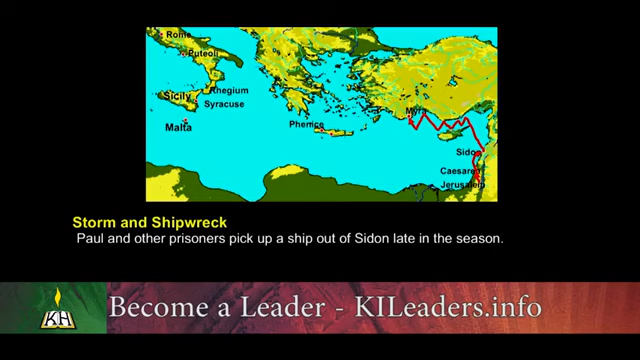 Rome
Puteoli
Rhegium
Sicily
Syracuse
Malta
Phenice
Myra
Sidon
Caesarea
Jerusalem
Storm and Shipwreck
Paul and other prisoners pick up a ship out of Sidon late in the season.
KH
Become a Leader - KILeaders.info